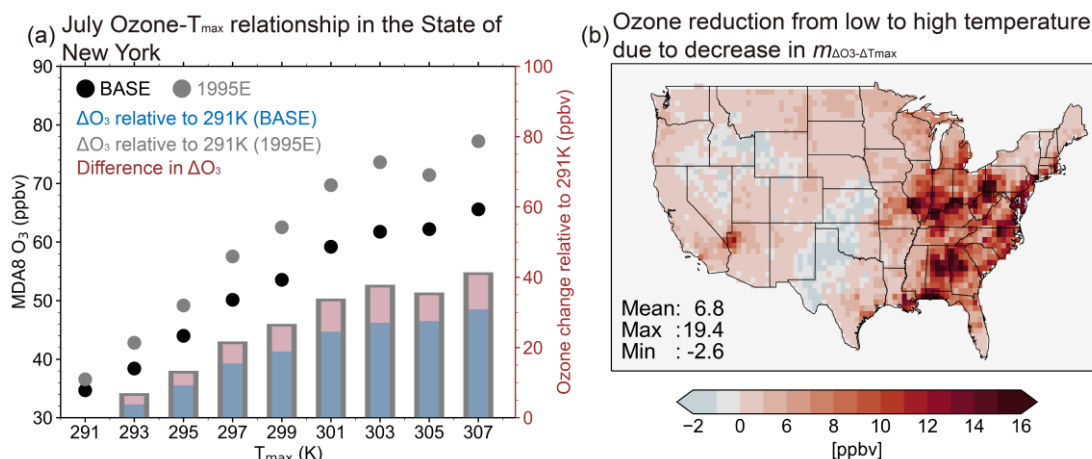 (a) July Ozone-Tmax relationship in the State of
New York
90
80
70
60
50
40
30
MDA8 O3 (ppbv)
BASE 1995E
ΔO3 relative to 291K (BASE)
ΔO3 relative to 291K (1995E)
Difference in ΔO3
100
80
60
40
20
0
Ozone change relative to 291K (ppbv)
291 293 295 297 299 301 303 305 307
Tmax (K)
(b) Ozone reduction from low to high temperature
due to decrease in mΔO3-ΔTmax
Mean: 6.8
Max :19.4
Min : -2.6
−2 0 6 8 10 12 14 16
[ppbv]